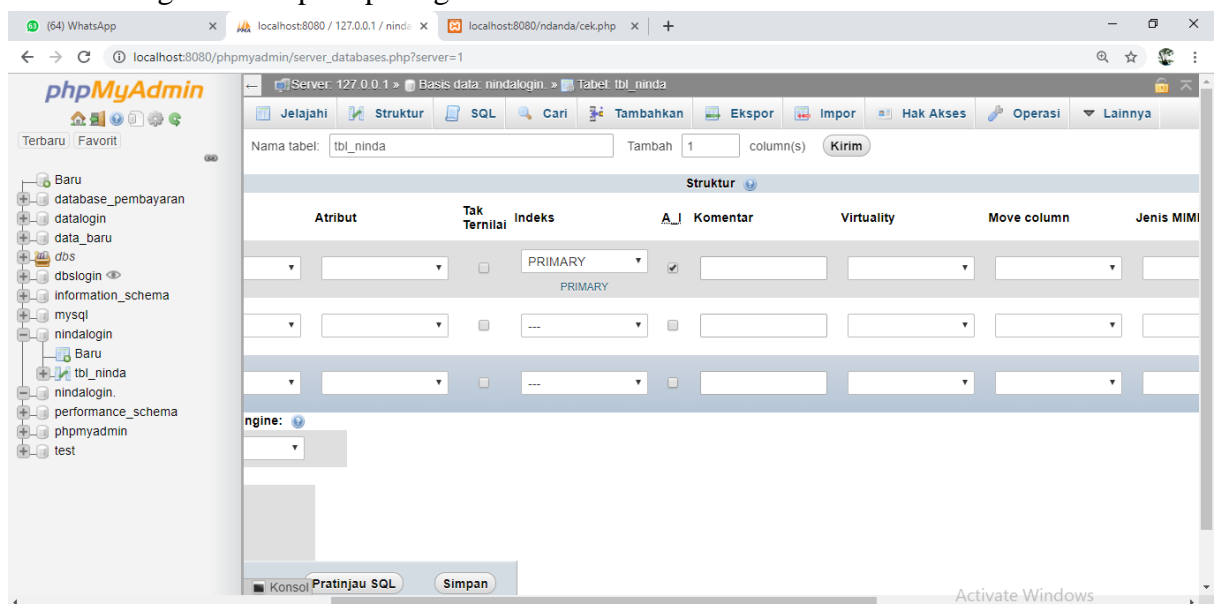 (64) WhatsApp
localhost:8080 / 127.0.0.1 / ninda
localhost:8080/ndanda/cek.php
localhost:8080/phpmyadmin/server_databases.php?server=1
phpMyAdmin
Terbaru Favorit
Baru
database_pembayaran
datalogin
data_baru
dbs
dbslogin
information_schema
mysql
nindalogin
Baru
tbl_ninda
nindalogin.
performance_schema
phpmyadmin
test
Server: 127.0.0.1 » Basis data: nindalogin. » Tabel: tbl_ninda
Jelajahi Struktur SQL Cari Tambahkan Ekspor Impor Hak Akses Operasi Lainnya
Nama tabel: tbl_ninda Tambah 1 column(s) Kirim
Struktur
Atribut Tak Ternilai Indeks A_I Komentar Virtuality Move column Jenis MIM
PRIMARY
PRIMARY
---
---
ngine:
Konsol Pratinjau SQL Simpan
Activate Windows